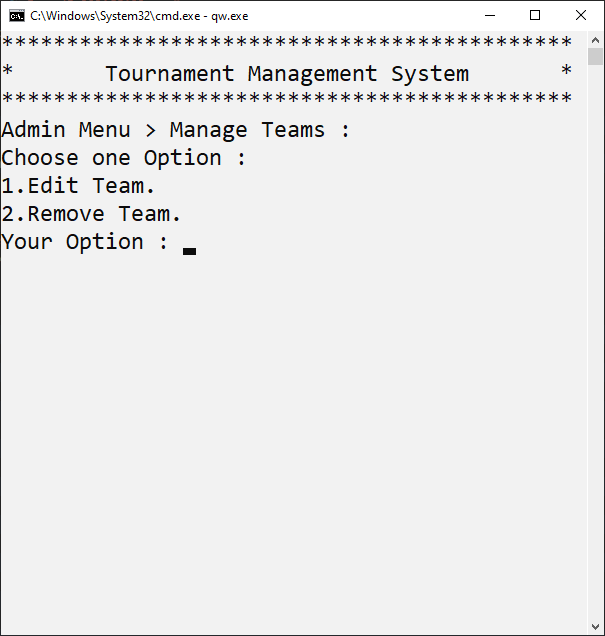 C:\Windows\System32\cmd.exe - qw.exe
********************************************
*       Tournament Management System       *
********************************************
Admin Menu > Manage Teams :
Choose one Option :
1.Edit Team.
2.Remove Team.
Your Option :